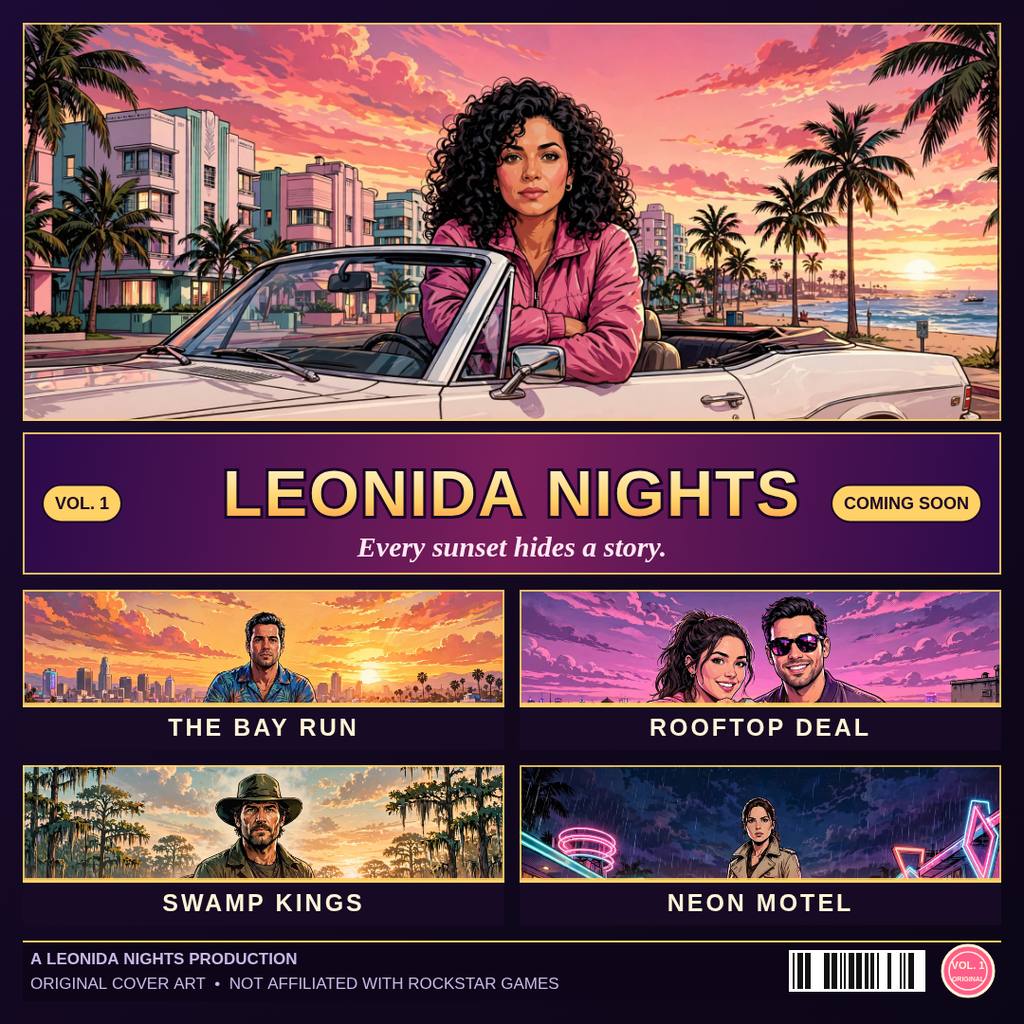 LEONIDA NIGHTS
VOL. 1
COMING SOON
Every sunset hides a story.
THE BAY RUN
ROOFTOP DEAL
SWAMP KINGS
NEON MOTEL
A LEONIDA NIGHTS PRODUCTION
ORIGINAL COVER ART • NOT AFFILIATED WITH ROCKSTAR GAMES
VOL. 1
ORIGINAL